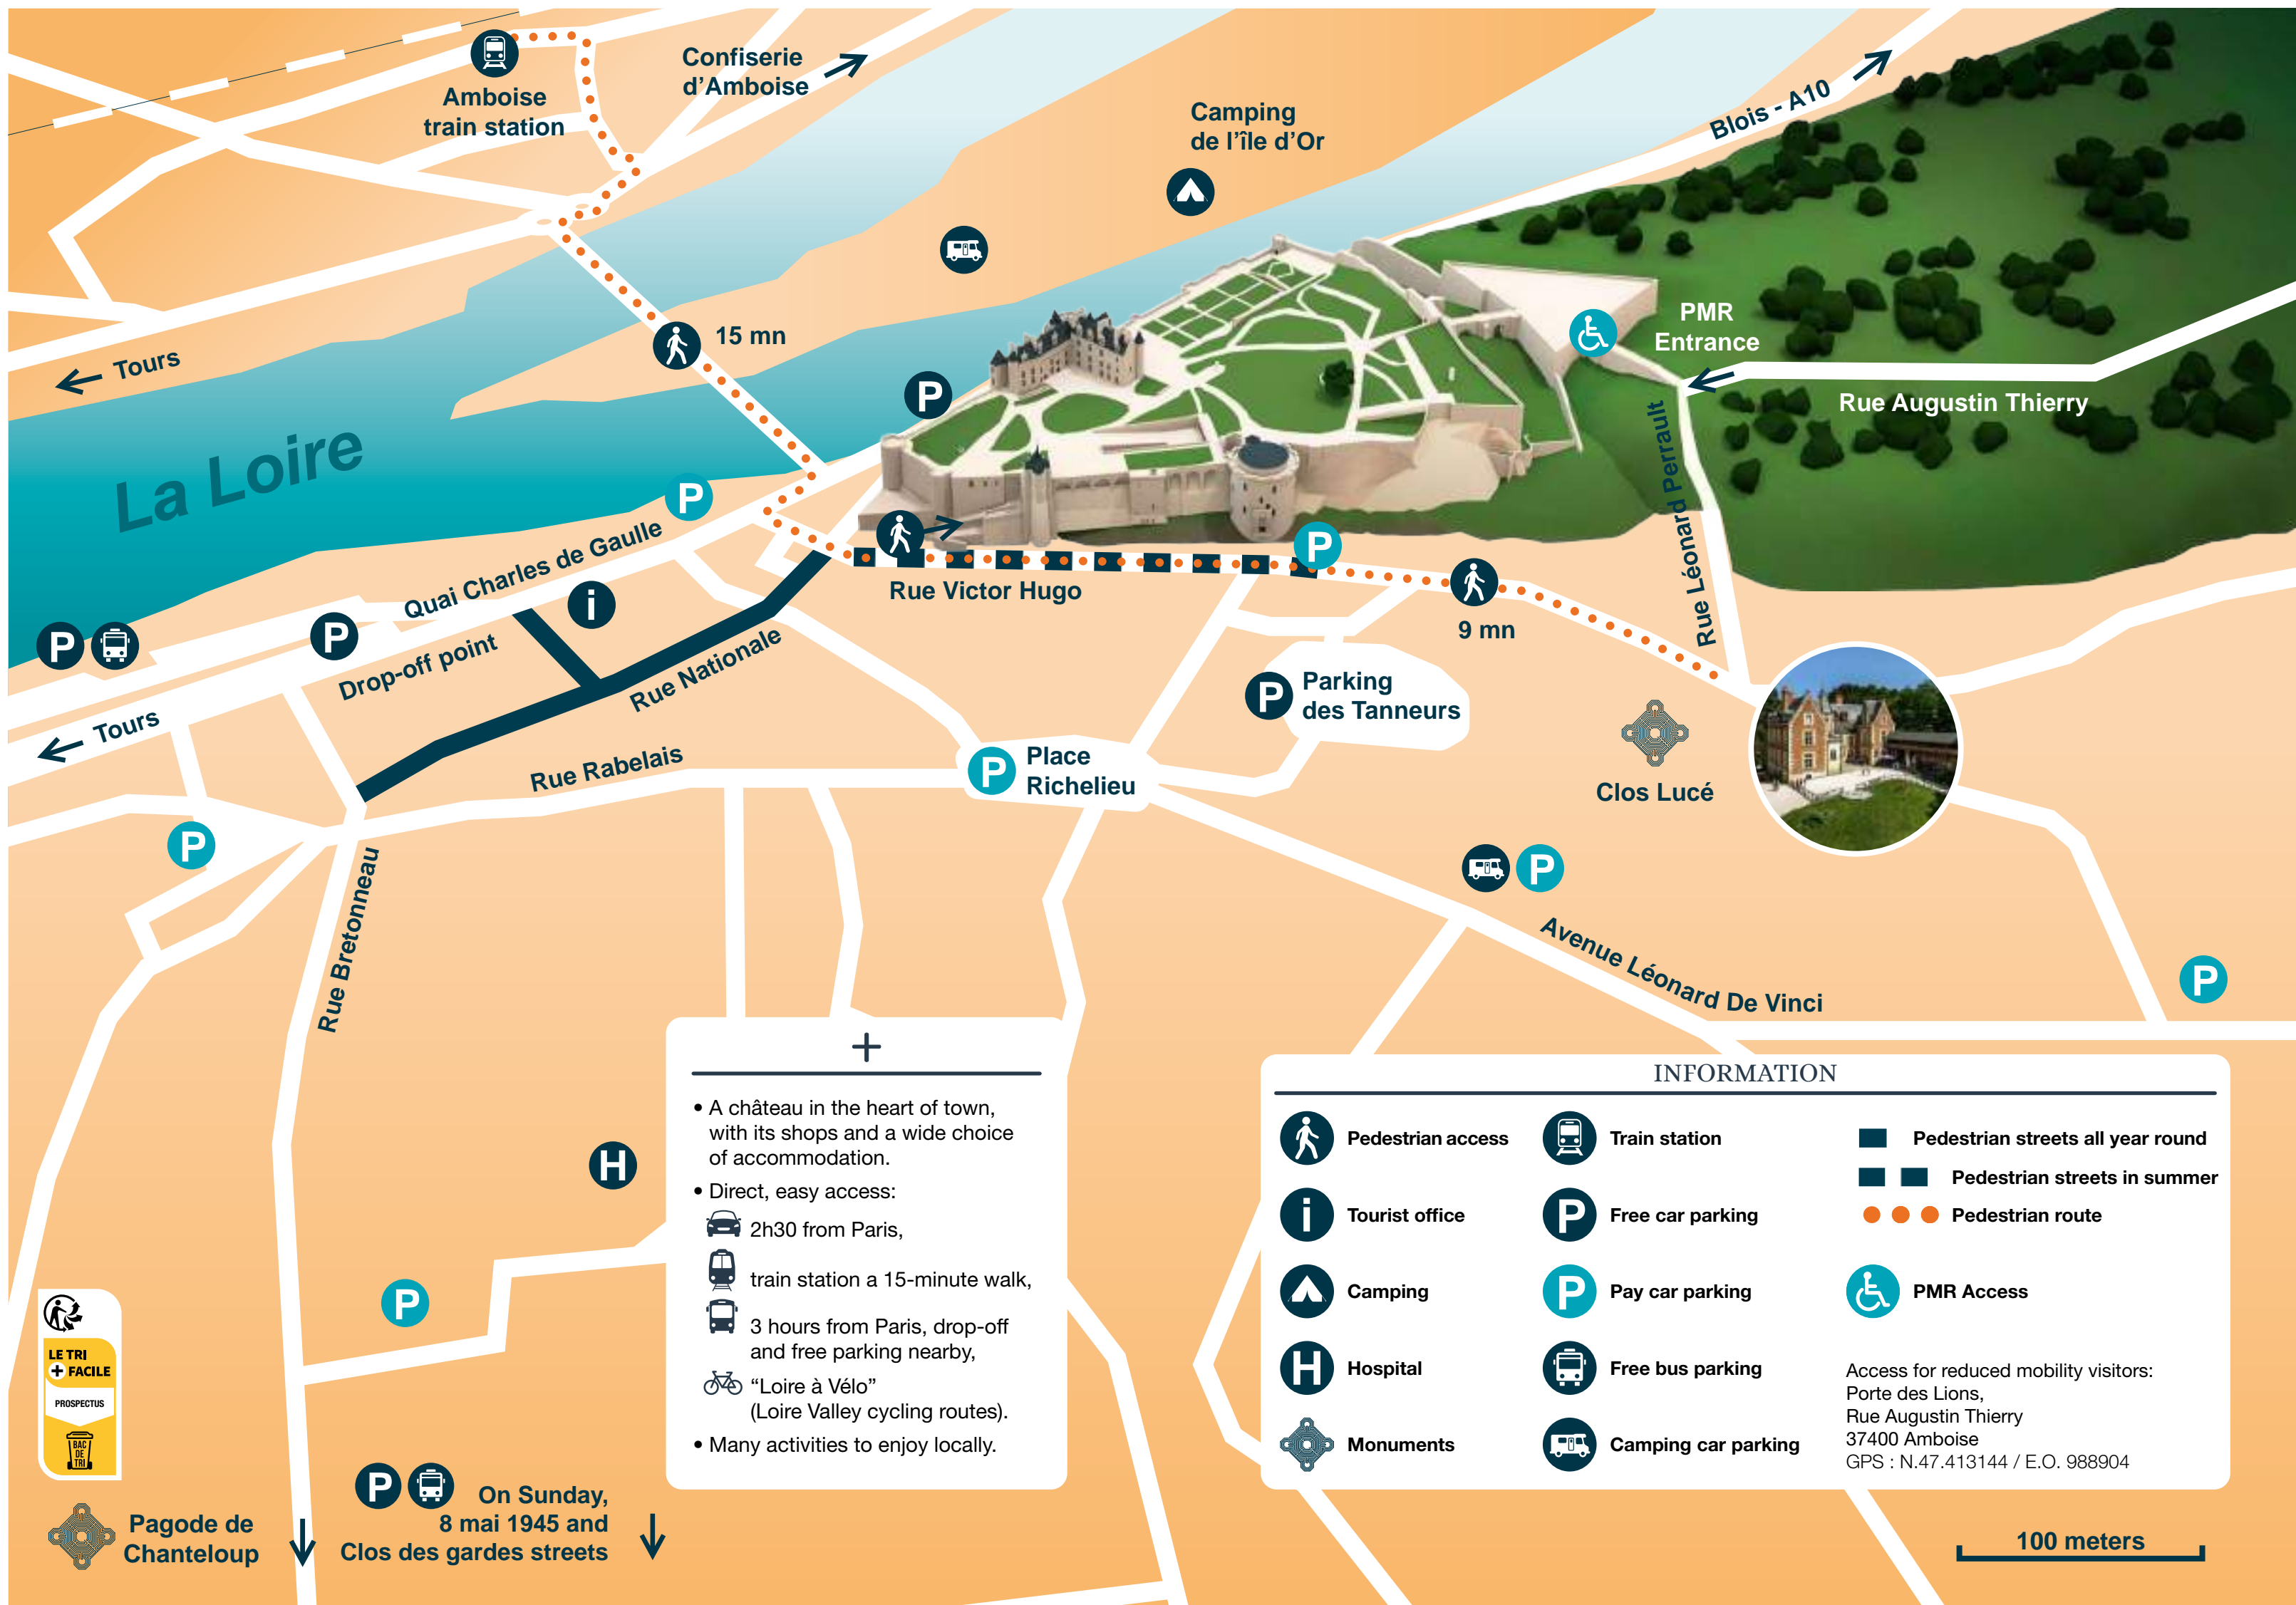 Confiserie
d'Amboise
Amboise
train station
Camping
de l'île d'Or
Blois - A10
15 mn
PMR
Entrance
Rue Augustin Thierry
Tours
La Loire
P
P
Quai Charles de Gaulle
Rue Léonard Perrault
P
Rue Victor Hugo
i
9 mn
P
P
Drop-off point
Rue Nationale
P
Parking
des Tanneurs
Tours
Rue Rabelais
P
Place
Richelieu
Clos Lucé
P
P
Rue Bretonneau
Avenue Léonard De Vinci
P
H
P
+
• A château in the heart of town,
with its shops and a wide choice
of accommodation.
• Direct, easy access:
2h30 from Paris,
train station a 15-minute walk,
3 hours from Paris, drop-off
and free parking nearby,
"Loire à Vélo"
(Loire Valley cycling routes).
• Many activities to enjoy locally.
INFORMATION
Pedestrian access
i Tourist office
Camping
H Hospital
Monuments
Train station
P Free car parking
P Pay car parking
Free bus parking
Camping car parking
Pedestrian streets all year round
Pedestrian streets in summer
Pedestrian route
PMR Access
Access for reduced mobility visitors:
Porte des Lions,
Rue Augustin Thierry
37400 Amboise
GPS : N.47.413144 / E.O. 988904
LE TRI
+ FACILE
PROSPECTUS
BAC
DE
TRI
Pagode de
Chanteloup
P
On Sunday,
8 mai 1945 and
Clos des gardes streets
100 meters